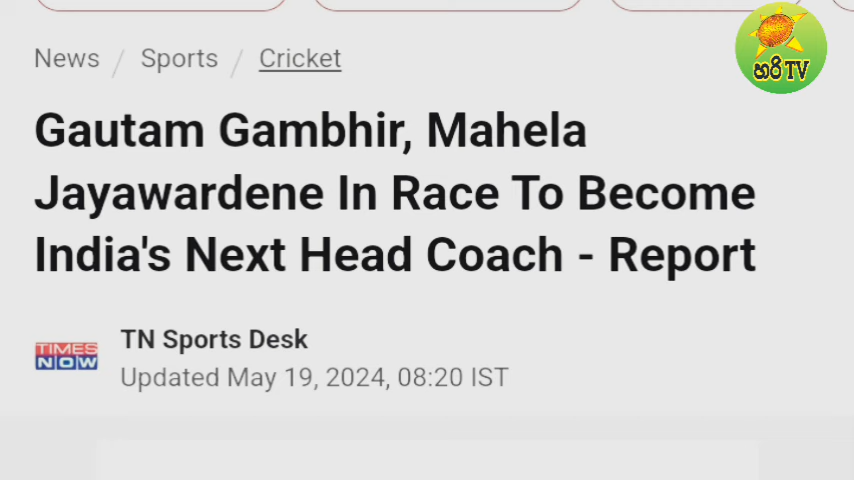 News / Sports / Cricket
හරි TV
Gautam Gambhir, Mahela
Jayawardene In Race To Become
India's Next Head Coach - Report
TIMES
NOW
TN Sports Desk
Updated May 19, 2024, 08:20 IST